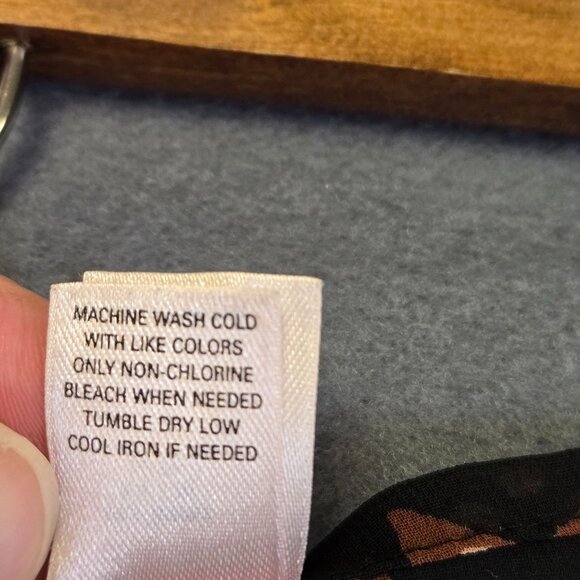 MACHINE WASH COLD
WITH LIKE COLORS
ONLY NON-CHLORINE
BLEACH WHEN NEEDED
TUMBLE DRY LOW
COOL IRON IF NEEDED